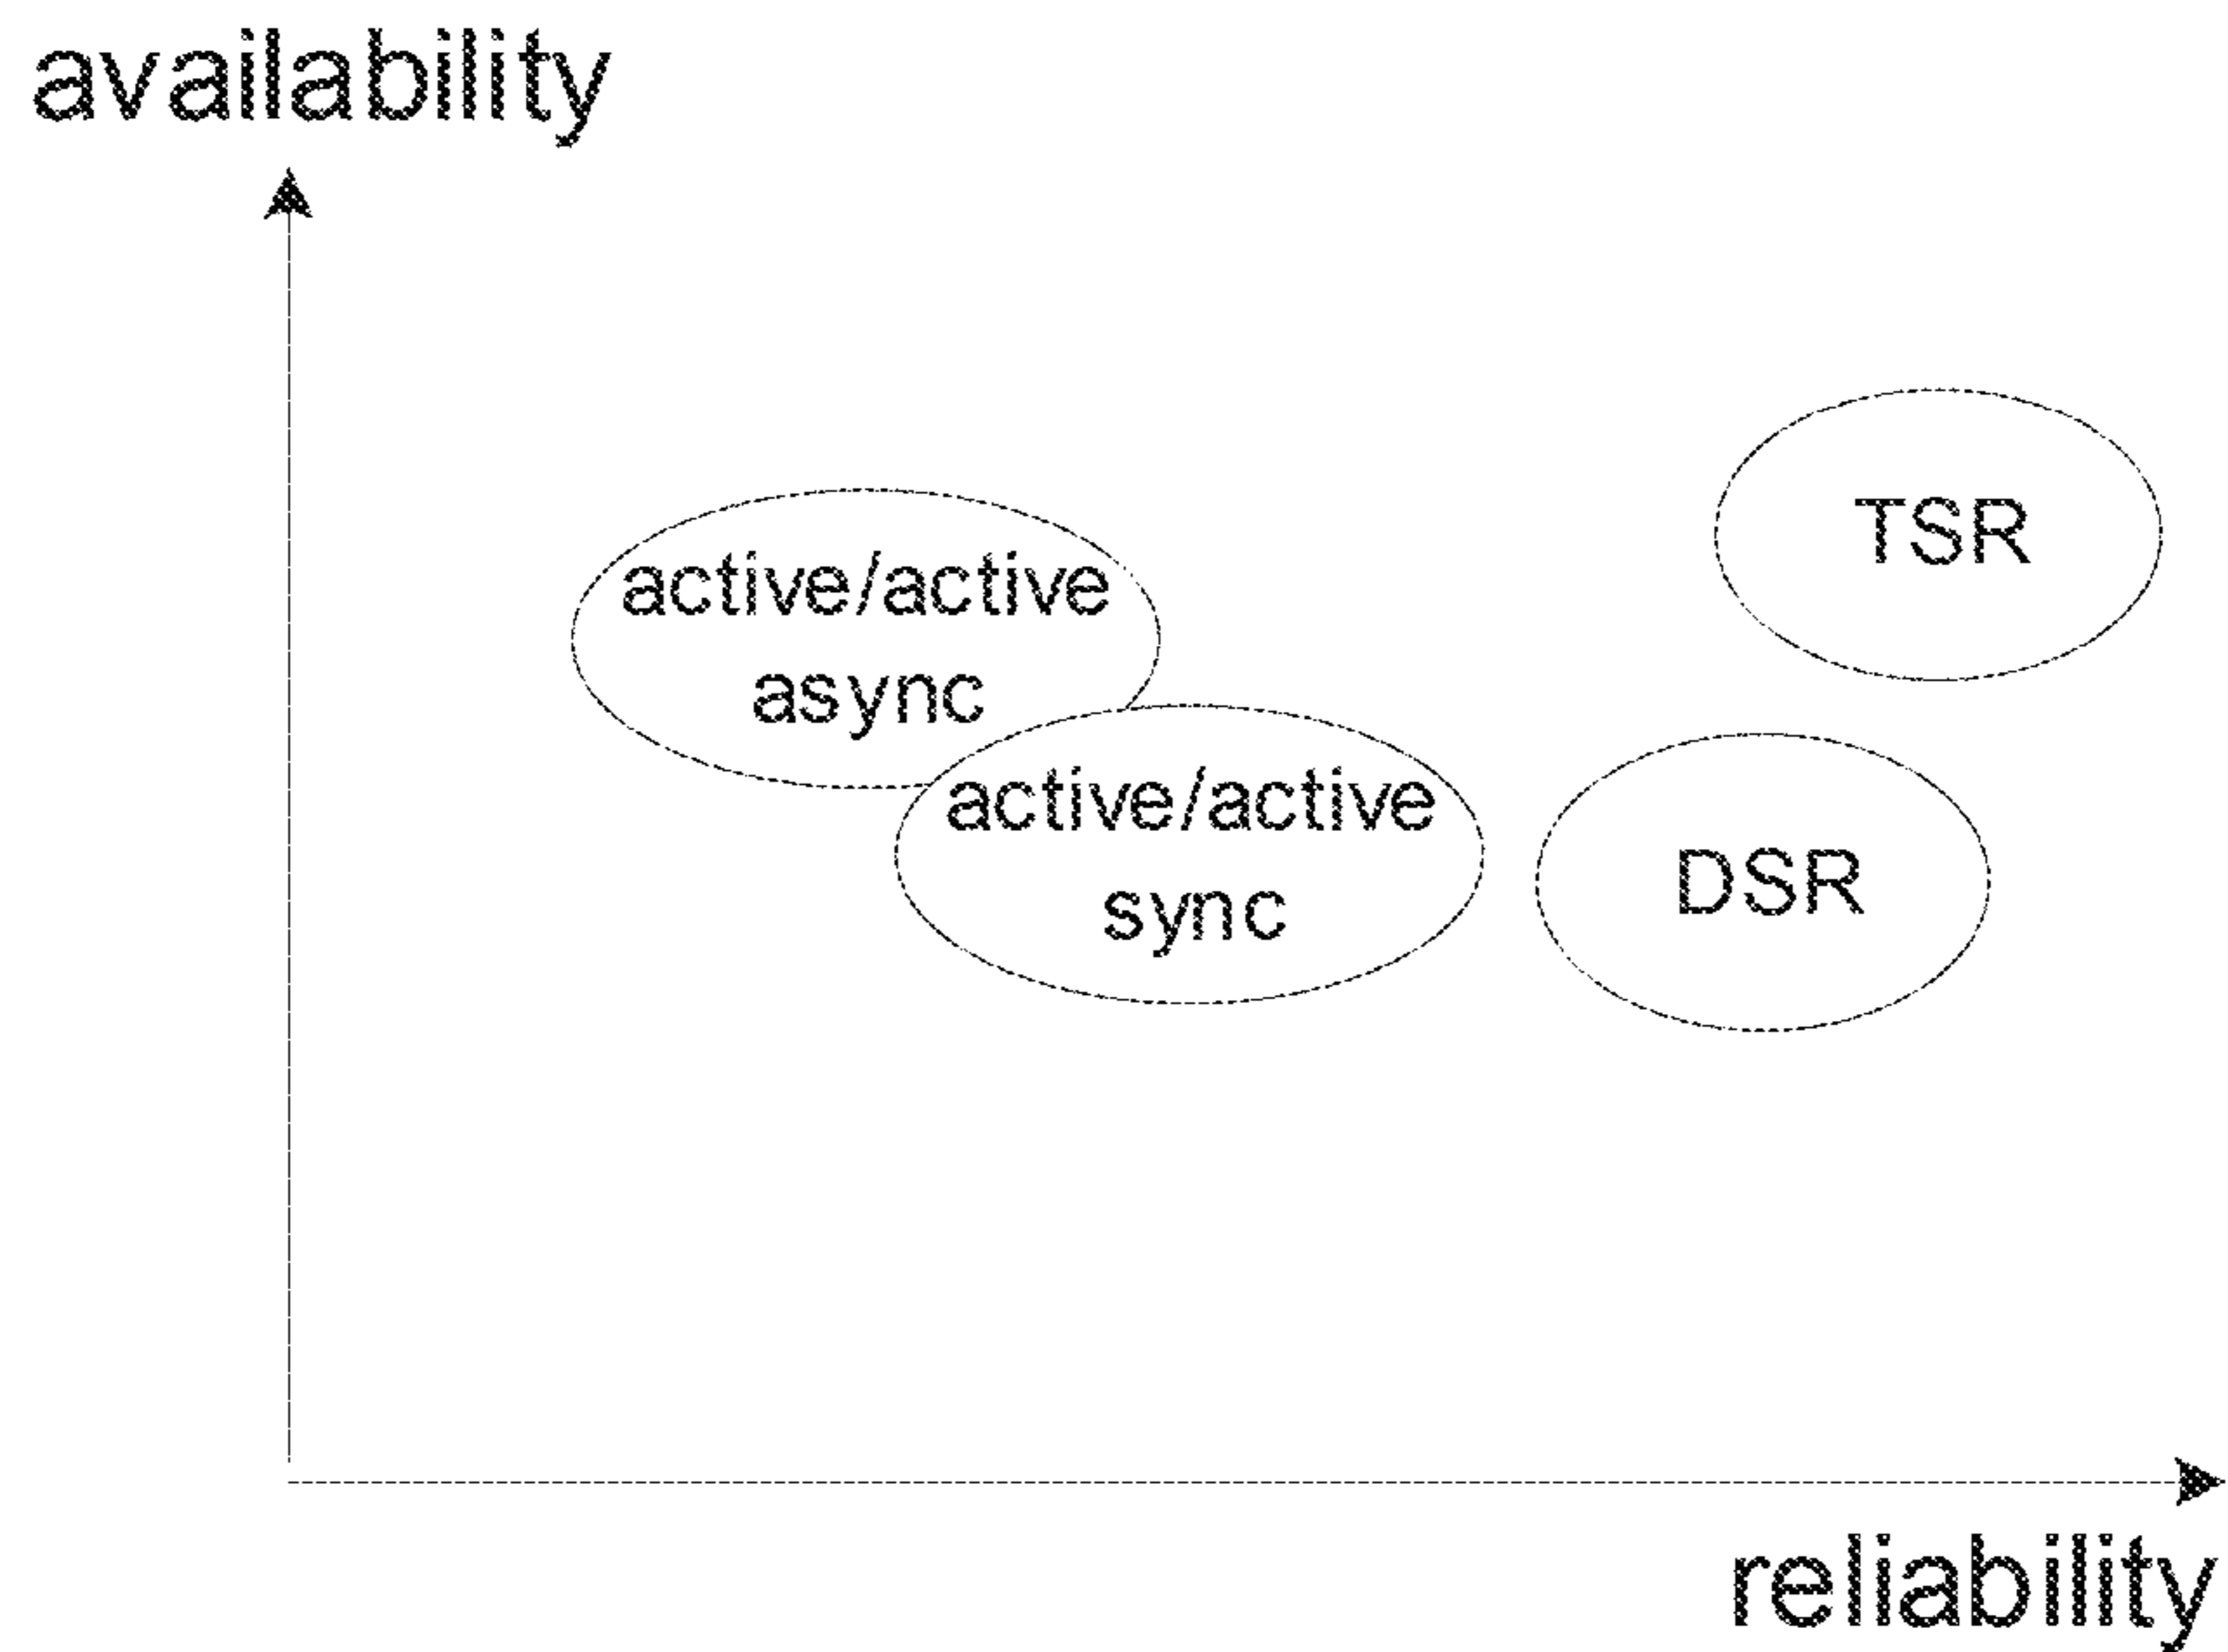 availability
TSR
active/active
async
active/active
sync
DSR
reliability